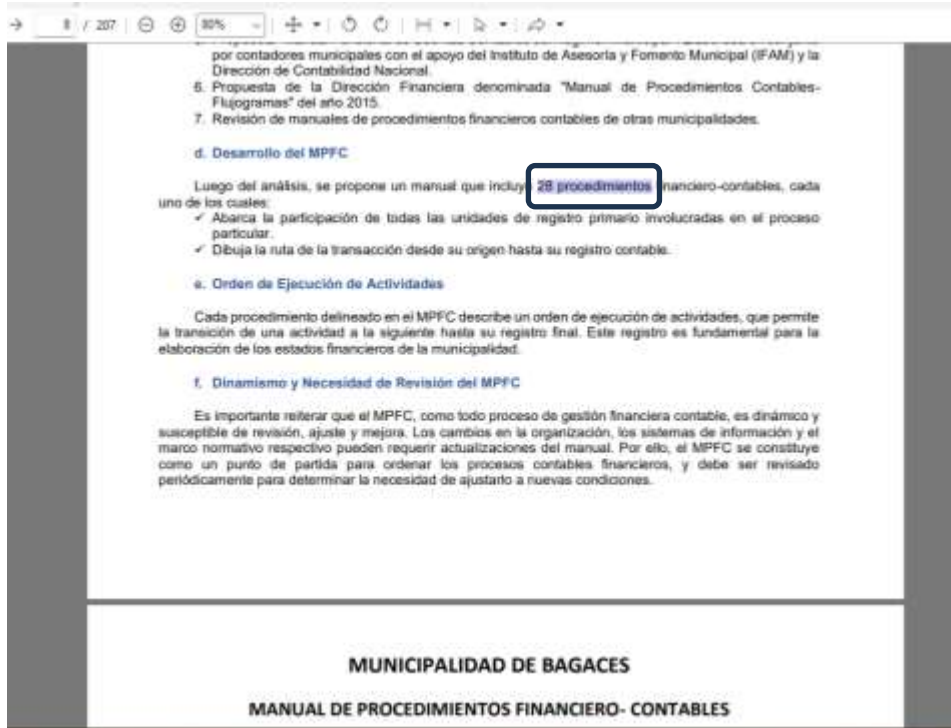 8 / 207 80%
por contadores municipales con el apoyo del Instituto de Asesoría y Fomento Municipal (IFAM) y la
Dirección de Contabilidad Nacional.
6. Propuesta de la Dirección Financiera denominada "Manual de Procedimientos Contables-
Flujogramas" del año 2015.
7. Revisión de manuales de procedimientos financieros contables de otras municipalidades.
d. Desarrollo del MPFC
Luego del análisis, se propone un manual que incluye 28 procedimientos financiero-contables, cada
uno de los cuales:
✓ Abarca la participación de todas las unidades de registro primario involucradas en el proceso
particular.
✓ Dibuja la ruta de la transacción desde su origen hasta su registro contable.
e. Orden de Ejecución de Actividades
Cada procedimiento delineado en el MPFC describe un orden de ejecución de actividades, que permite
la transición de una actividad a la siguiente hasta su registro final. Este registro es fundamental para la
elaboración de los estados financieros de la municipalidad.
f. Dinamismo y Necesidad de Revisión del MPFC
Es importante reiterar que el MPFC, como todo proceso de gestión financiera contable, es dinámico y
susceptible de revisión, ajuste y mejora. Los cambios en la organización, los sistemas de información y el
marco normativo respectivo pueden requerir actualizaciones del manual. Por ello, el MPFC se constituye
como un punto de partida para ordenar los procesos contables financieros, y debe ser revisado
periódicamente para determinar la necesidad de ajustarlo a nuevas condiciones.
MUNICIPALIDAD DE BAGACES
MANUAL DE PROCEDIMIENTOS FINANCIERO- CONTABLES